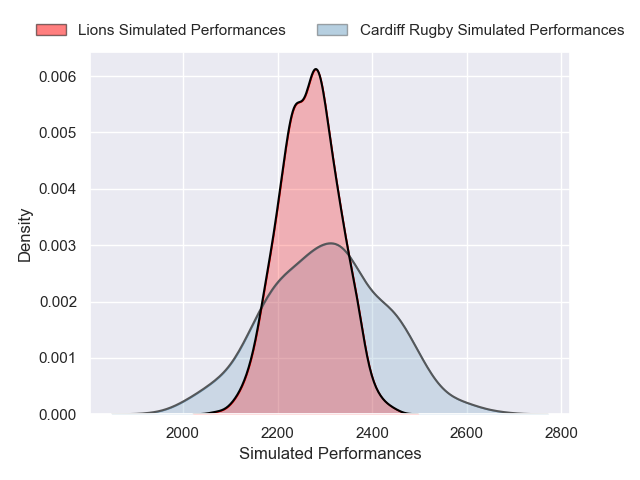 Lions Simulated Performances Cardiff Rugby Simulated Performances
0.006
0.005
0.004
0.003
0.002
0.001
0.000
Density
2000 2200 2400 2600 2800
Simulated Performances